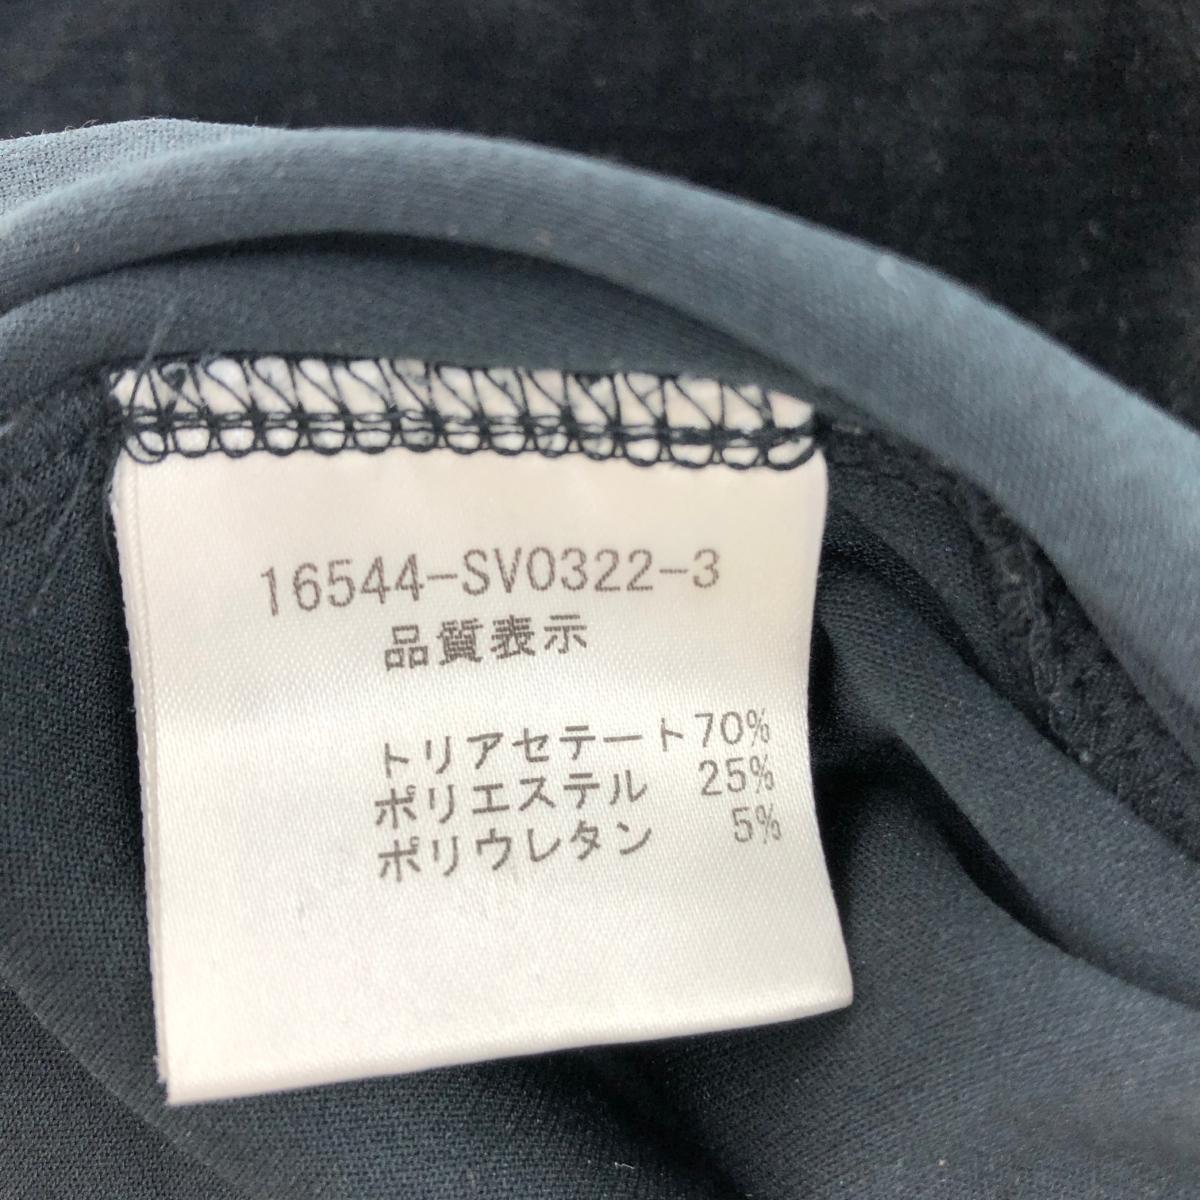 16544-SV0322-3
品質表示
トリアセテート70%
ポリエステル 25%
ポリウレタン 5%